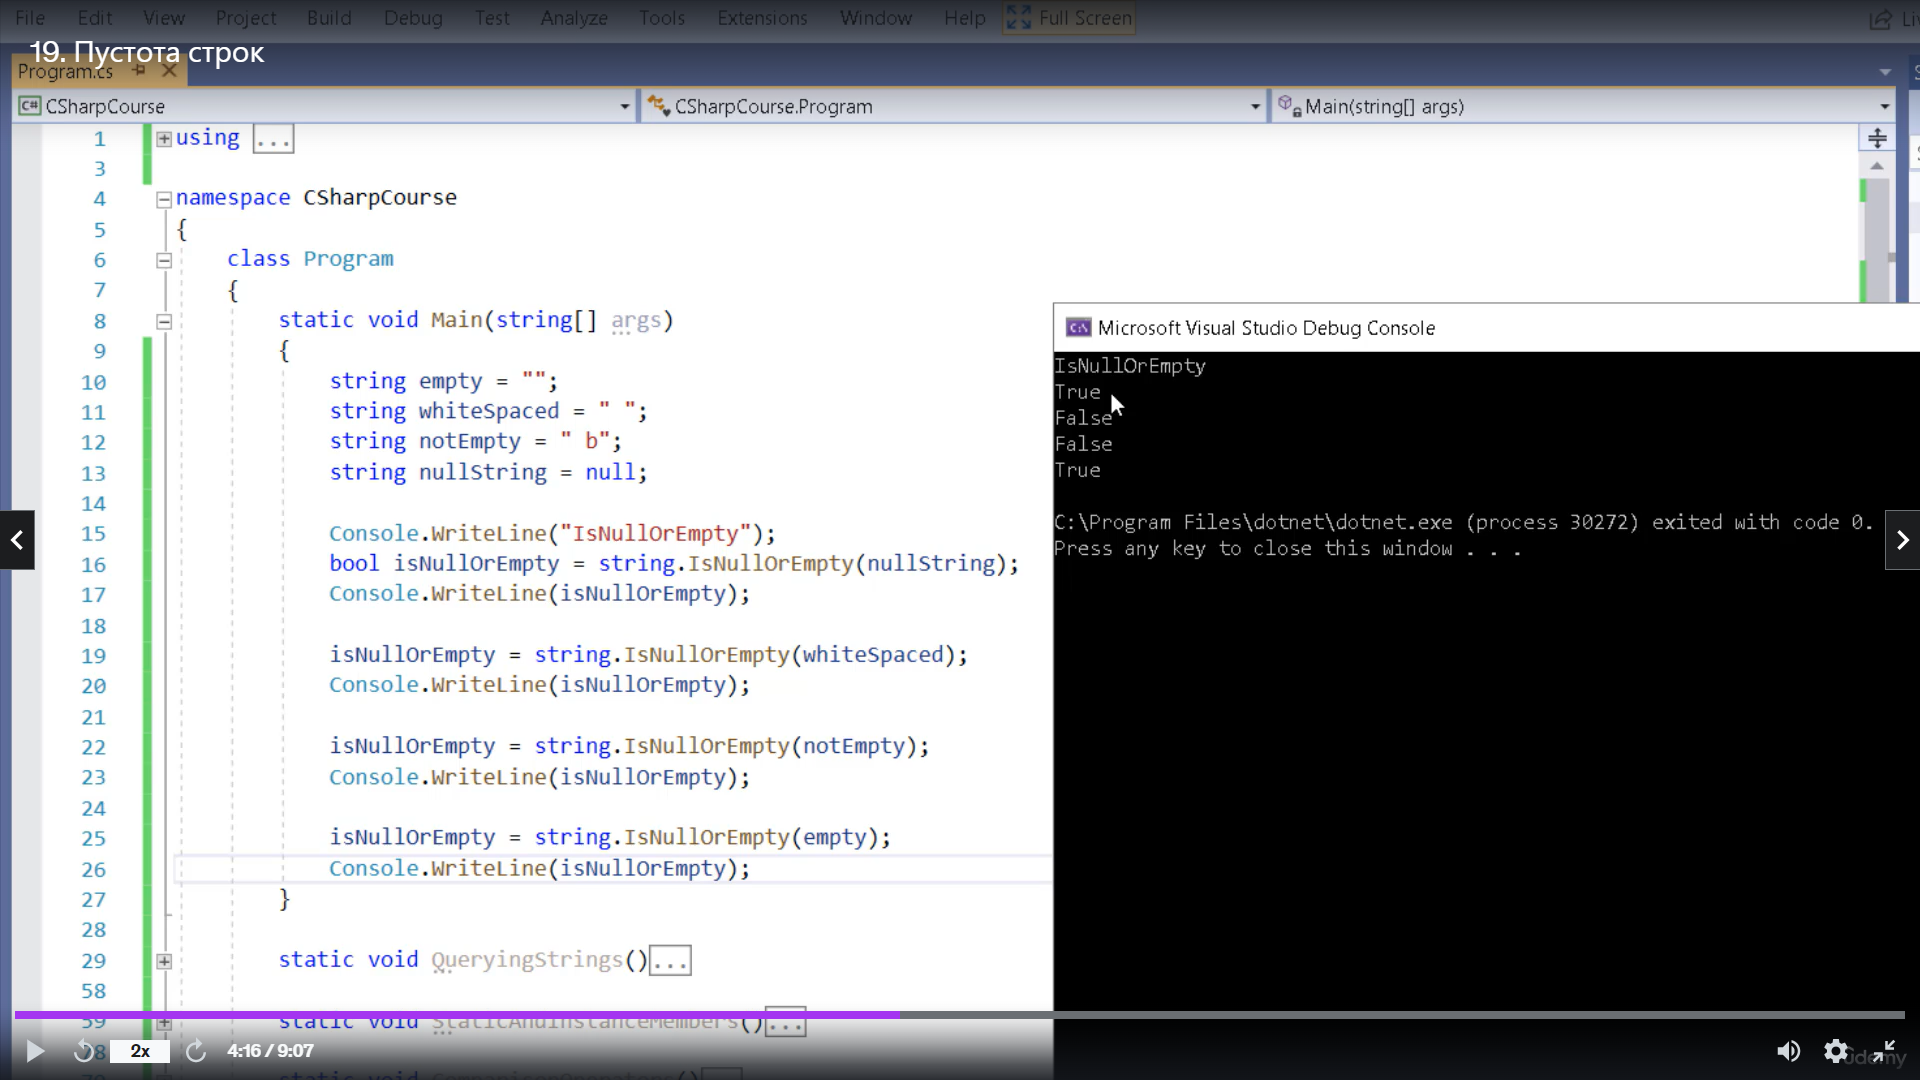 File Edit View Project Build Debug Test Analyze Tools Extensions Window Help Full Screen
19. Пустота строк
Program.cs
CSharpCourse CSharpCourse.Program Main(string[] args)
1 using ...
3
4 namespace CSharpCourse
5 {
6 class Program
7 {
8 static void Main(string[] args)
9 {
10 string empty = "";
11 string whiteSpaced = " ";
12 string notEmpty = " b";
13 string nullString = null;
14
15 Console.WriteLine("IsNullOrEmpty");
16 bool isNullOrEmpty = string.IsNullOrEmpty(nullString);
17 Console.WriteLine(isNullOrEmpty);
18
19 isNullOrEmpty = string.IsNullOrEmpty(whiteSpaced);
20 Console.WriteLine(isNullOrEmpty);
21
22 isNullOrEmpty = string.IsNullOrEmpty(notEmpty);
23 Console.WriteLine(isNullOrEmpty);
24
25 isNullOrEmpty = string.IsNullOrEmpty(empty);
26 Console.WriteLine(isNullOrEmpty);
27 }
28
29 static void QueryingStrings()...
58
59 static void StaticAndInstanceMembers()...
Microsoft Visual Studio Debug Console
IsNullOrEmpty
True
False
False
True
C:\Program Files\dotnet\dotnet.exe (process 30272) exited with code 0.
Press any key to close this window . . .
2x 4:16 / 9:07
udemy